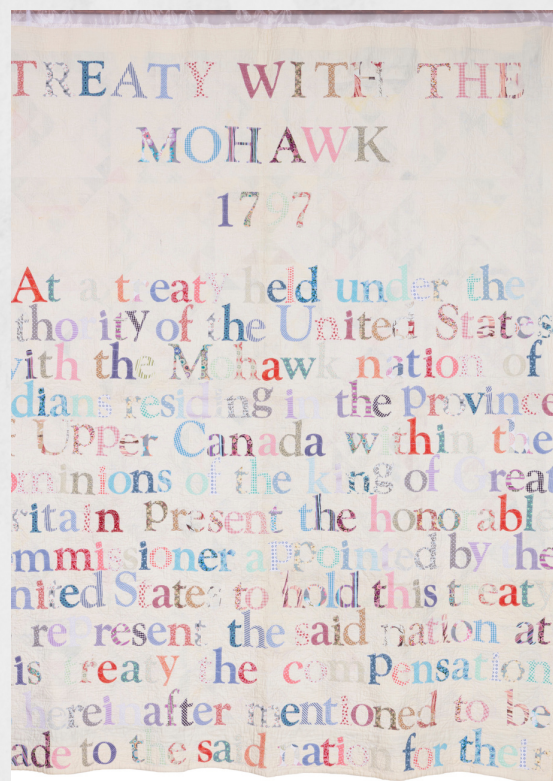 TREATY WITH THE
MOHAWK
1797
At a treaty held under the
thority of the United States
ith the Mohawk nation of
dians residing in the province
f Upper Canada within the
minions of the king of Great
ritain Present the honorable
mmissioner appointed by he
nited States to hold this treaty
represent the said nation at
is treaty the compensation
hereinafter mentioned to be
ade to the said nation for their